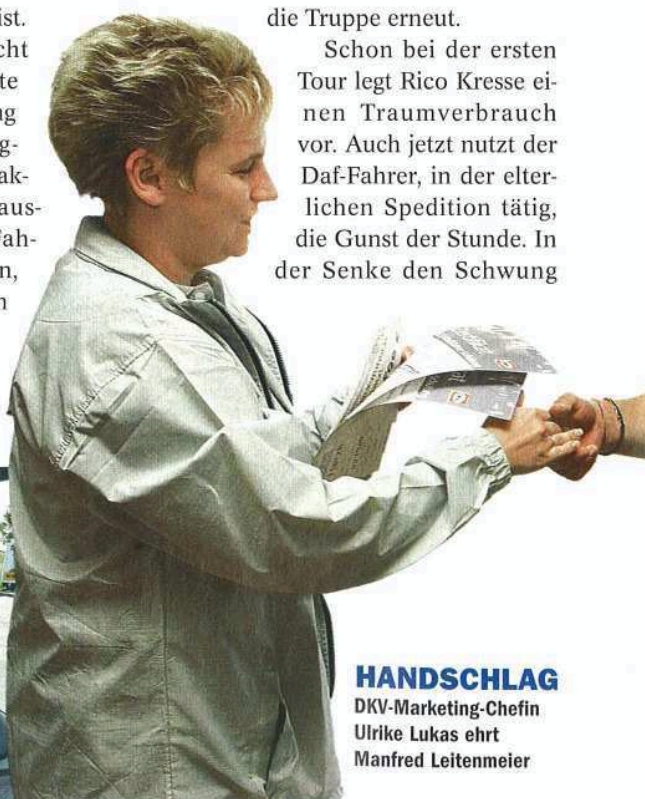 ist.
cht
te
ng
g-
ak-
aus-
ah-
n,
n
die Truppe erneut.
Schon bei der ersten
Tour legt Rico Kresse ei-
nen Traumverbrauch
vor. Auch jetzt nutzt der
Daf-Fahrer, in der elter-
lichen Spedition tätig,
die Gunst der Stunde. In
der Senke den Schwung
HANDSCHLAG
DKV-Marketing-Chefin
Ulrike Lukas ehrt
Manfred Leitenmeier